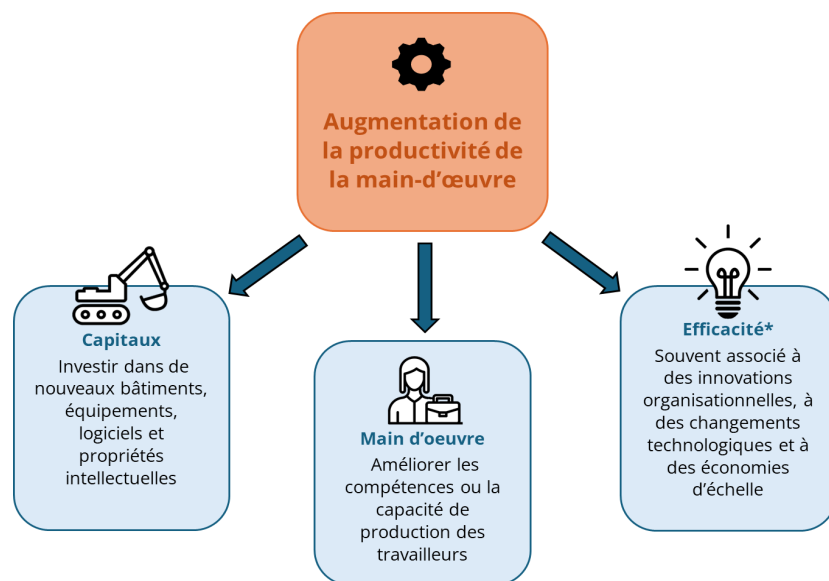 Augmentation de
la productivité de
la main-d’œuvre
Capitaux
Investir dans de
nouveaux bâtiments,
équipements,
logiciels et
propriétés
intellectuelles
Main d’oeuvre
Améliorer les
compétences ou la
capacité de
production des
travailleurs
Efficacité*
Souvent associé à
des innovations
organisationnelles, à
des changements
technologiques et à
des économies
d’échelle